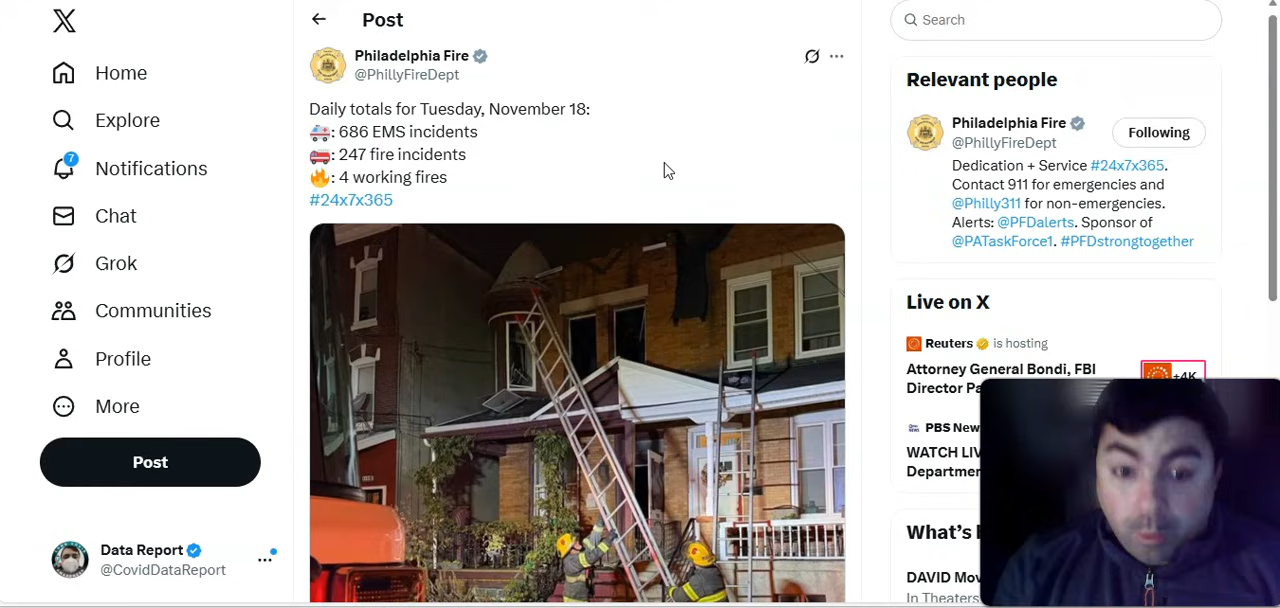 Home
Explore
7
Notifications
Chat
Grok
Communities
Profile
More
Post
Data Report
@CovidDataReport
Post
Philadelphia Fire
@PhillyFireDept
Daily totals for Tuesday, November 18:
: 686 EMS incidents
: 247 fire incidents
: 4 working fires
#24x7x365
Search
Relevant people
Philadelphia Fire
@PhillyFireDept
Following
Dedication + Service #24x7x365.
Contact 911 for emergencies and
@Philly311 for non-emergencies.
Alerts: @PFDalerts. Sponsor of
@PATaskForce1. #PFDstrongtogether
Live on X
Reuters is hosting
Attorney General Bondi, FBI
Director Pa
+4K
PBS New
WATCH LIV
Departmen
What's
DAVID Mov
In Theaters